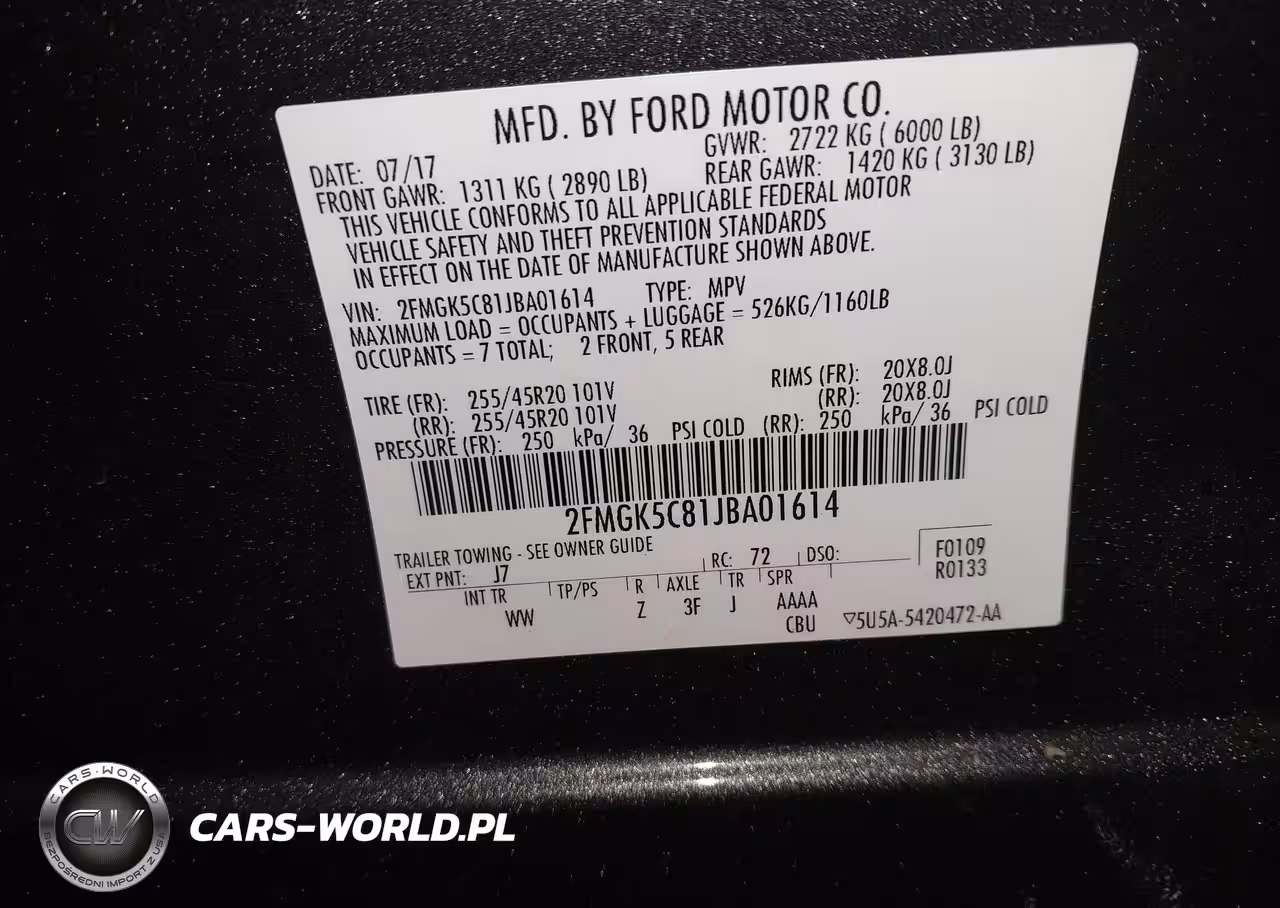 MFD. BY FORD MOTOR CO.
DATE: 07/17 GVWR: 2722 KG ( 6000 LB)
FRONT GAWR: 1311 KG ( 2890 LB) REAR GAWR: 1420 KG ( 3130 LB)
THIS VEHICLE CONFORMS TO ALL APPLICABLE FEDERAL MOTOR
VEHICLE SAFETY AND THEFT PREVENTION STANDARDS
IN EFFECT ON THE DATE OF MANUFACTURE SHOWN ABOVE.
VIN: 2FMGK5C81JBA01614 TYPE: MPV
MAXIMUM LOAD = OCCUPANTS + LUGGAGE = 526KG/1160LB
OCCUPANTS = 7 TOTAL; 2 FRONT, 5 REAR
TIRE (FR): 255/45R20 101V RIMS (FR): 20X8.0J
(RR): 255/45R20 101V (RR): 20X8.0J
PRESSURE (FR): 250 kPa/ 36 PSI COLD (RR): 250 kPa/ 36 PSI COLD
2FMGK5C81JBA01614
TRAILER TOWING - SEE OWNER GUIDE
EXT PNT: J7 RC: 72 DSO: F0109
R0133
INT TR TP/PS R AXLE TR SPR
WW Z 3F J AAAA
CBU ▽5U5A-5420472-AA
CARS-WORLD
CW
BEZPOŚREDNI IMPORT Z USA
CARS-WORLD.PL